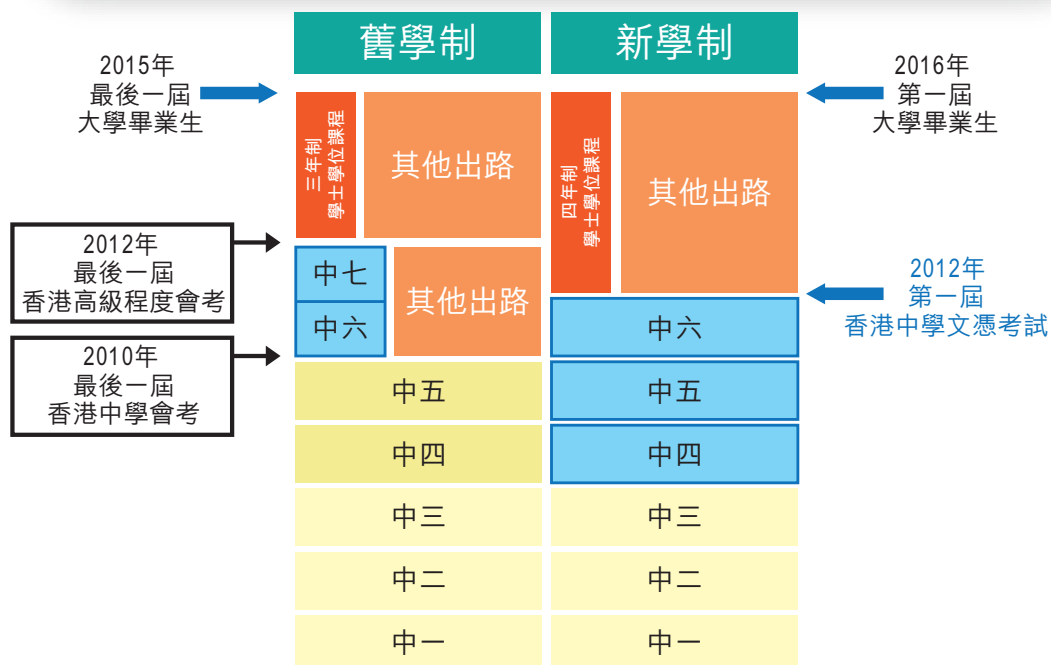 舊學制
新學制
2015年
最後一屆
大學畢業生
2016年
第一屆
大學畢業生
三年制
學士學位課程
其他出路
四年制
學士學位課程
其他出路
2012年
最後一屆
香港高級程度會考
中七
中六
其他出路
2012年
第一屆
香港中學文憑考試
中六
2010年
最後一屆
香港中學會考
中五
中五
中四
中四
中三
中三
中二
中二
中一
中一